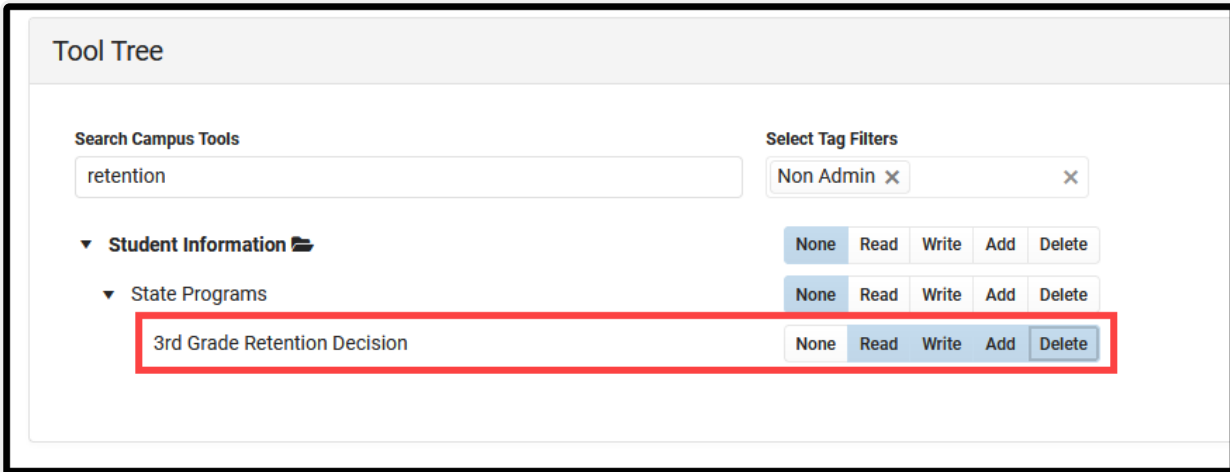 Tool Tree
Search Campus Tools
Select Tag Filters
retention
Non Admin
Student Information
None Read Write Add Delete
State Programs
None Read Write Add Delete
3rd Grade Retention Decision
None Read Write Add Delete